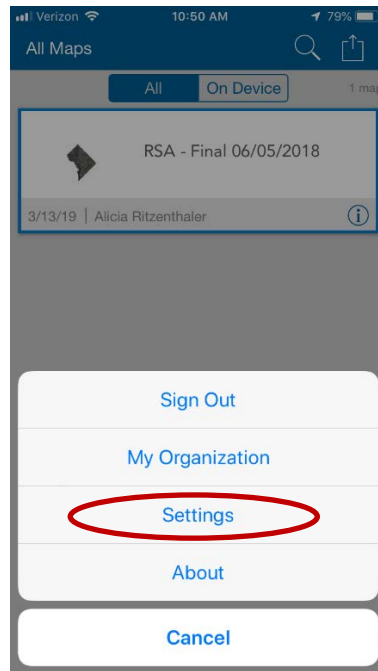 Verizon 10:50 AM 79%
All Maps
All On Device 1 map
RSA - Final 06/05/2018
3/13/19 | Alicia Ritzenthaler
Sign Out
My Organization
Settings
About
Cancel